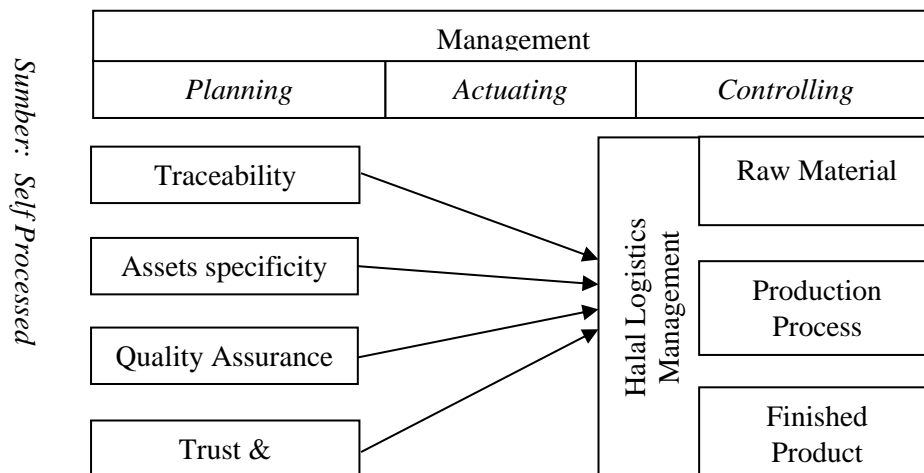 Management
Planning Actuating Controlling
Sumber: Self Processed
Traceability
Assets specificity
Quality Assurance
Trust &
Halal Logistics
Management
Raw Material
Production
Process
Finished
Product